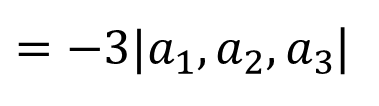 = −3|a₁, a₂, a₃|